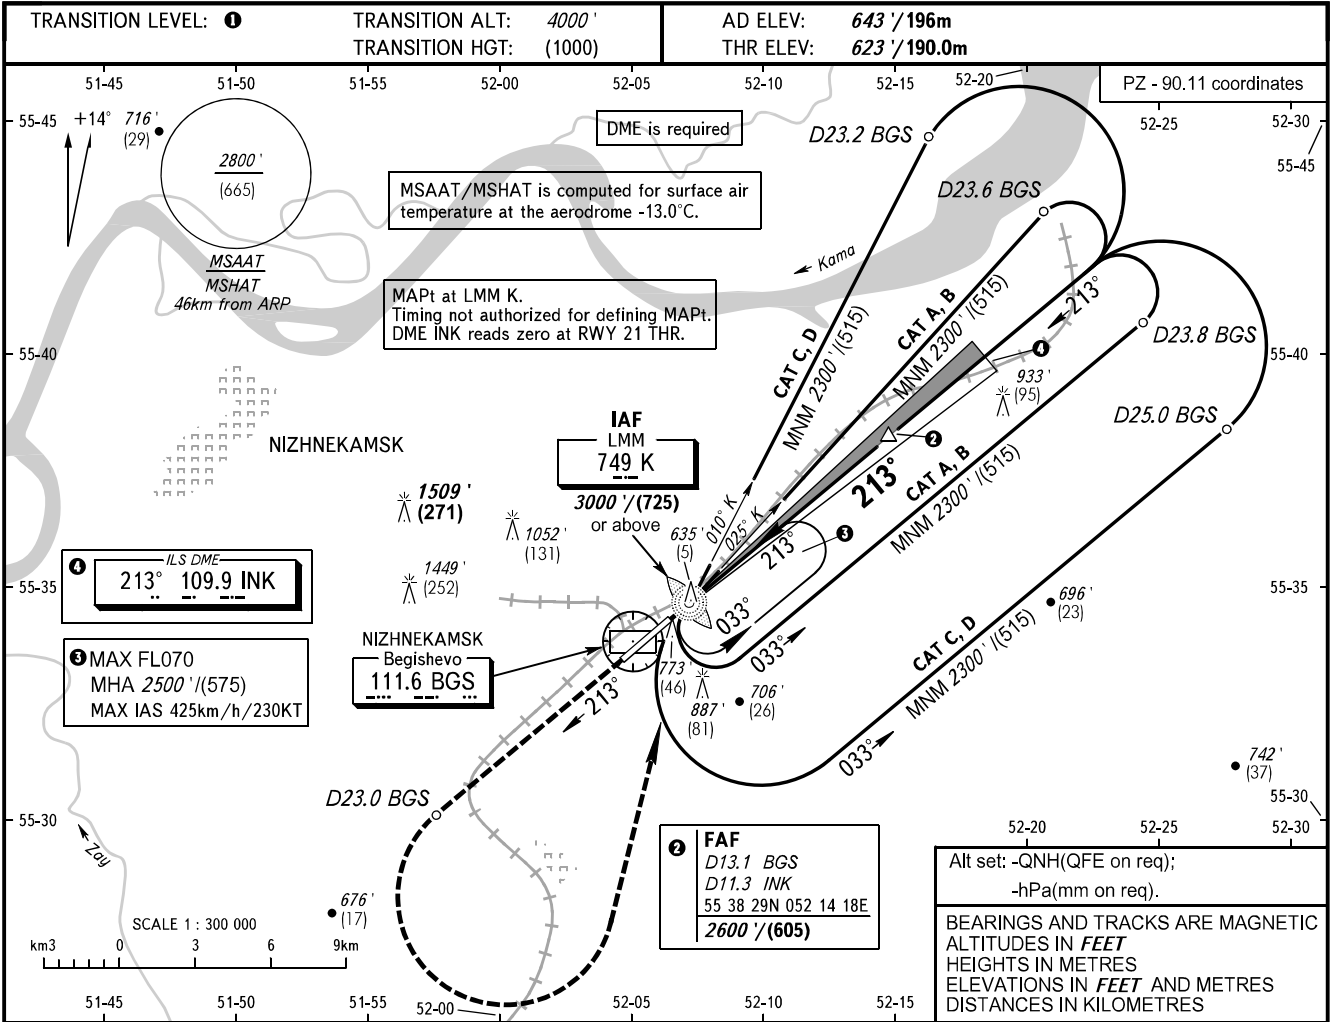 TRANSITION LEVEL: ❶
TRANSITION ALT: 4000 '
TRANSITION HGT: (1000)
AD ELEV: 643 '/196m
THR ELEV: 623 '/190.0m
51-45
51-50
51-55
52-00
52-05
52-10
52-15
52-20
PZ - 90.11 coordinates
52-25
52-30
55-45
55-45
+14°
716 '
(29)
2800 '
(665)
MSAAT
MSHAT
46km from ARP
DME is required
MSAAT/MSHAT is computed for surface air
temperature at the aerodrome -13.0°C.
MAPt at LMM K.
Timing not authorized for defining MAPt.
DME INK reads zero at RWY 21 THR.
Kama
D23.2 BGS
D23.6 BGS
D23.8 BGS
D25.0 BGS
CAT C, D
MNM 2300 '/(515)
CAT A, B
MNM 2300 '/(515)
213°
❹
933 '
(95)
❷
213°
CAT A, B
MNM 2300 '/(515)
55-40
55-40
NIZHNEKAMSK
IAF
LMM
749 K
3000 '/(725)
or above
1509 '
(271)
1052 '
(131)
1449 '
(252)
635 '
(5)
010° K
025° K
213°
❸
033°
033°
❹
ILS DME
213° 109.9 INK
55-35
55-35
❸ MAX FL070
MHA 2500 '/(575)
MAX IAS 425km/h/230KT
NIZHNEKAMSK
Begishevo
111.6 BGS
213°
773 '
(46)
887 '
(81)
706 '
(26)
696 '
(23)
CAT C, D
MNM 2300 '/(515)
033°
742 '
(37)
D23.0 BGS
55-30
55-30
52-20
52-25
52-30
Zay
676 '
(17)
SCALE 1 : 300 000
km3 0 3 6 9km
❷ FAF
D13.1 BGS
D11.3 INK
55 38 29N 052 14 18E
2600 '/(605)
Alt set: -QNH(QFE on req);
-hPa(mm on req).
BEARINGS AND TRACKS ARE MAGNETIC
ALTITUDES IN FEET
HEIGHTS IN METRES
ELEVATIONS IN FEET AND METRES
DISTANCES IN KILOMETRES
51-45
51-50
51-55
52-00
52-05
52-10
52-15